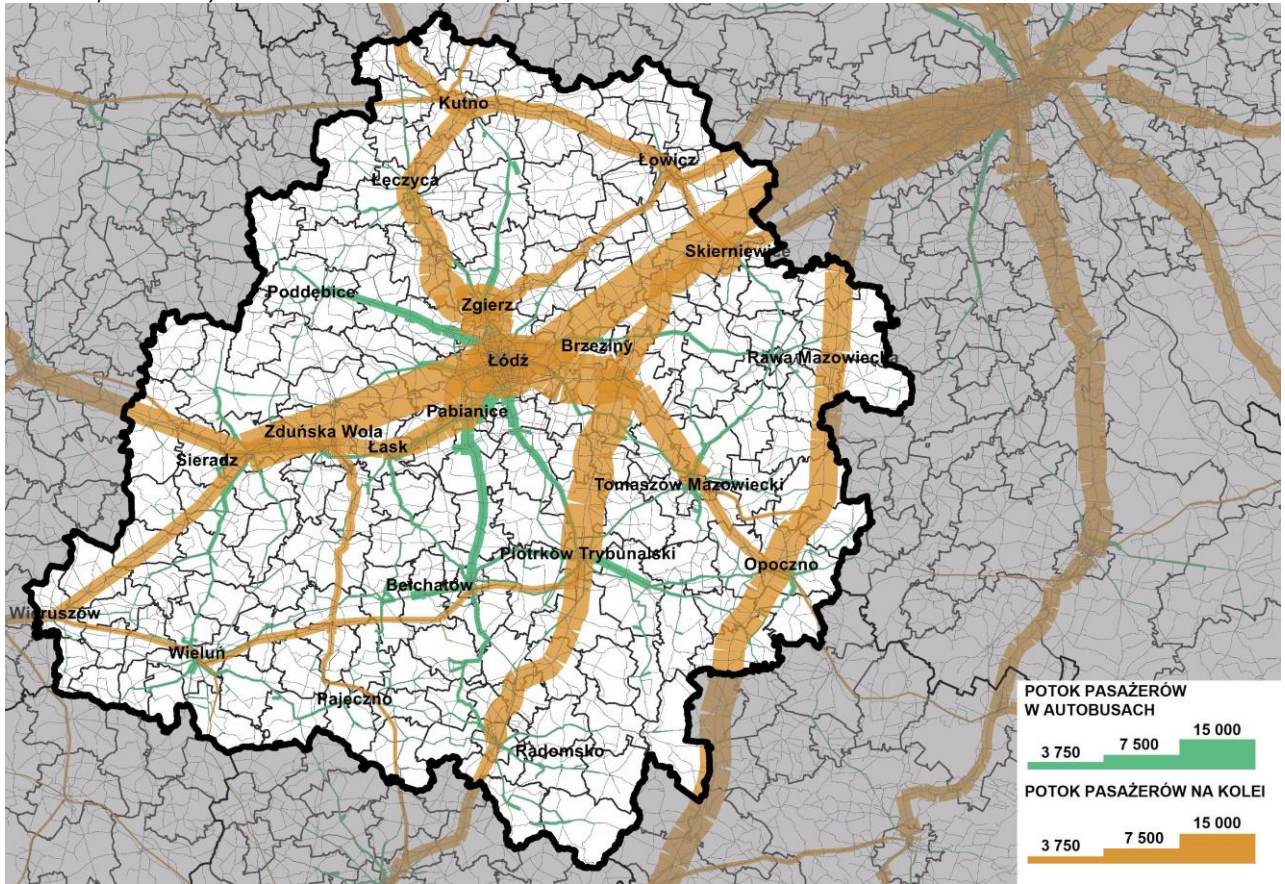 Kutno
Łowicz
Łęczyca
Skierniewice
Poddębice
Zgierz
Brzeziny
Łódź
Rawa Mazowiecka
Pabianice
Zduńska Wola
Łask
Sieradz
Tomaszów Mazowiecki
Piotrków Trybunalski
Opoczno
Bełchatów
Wieruszów
Wieluń
Pajęczno
Radomsko
POTOK PASAŻERÓW
W AUTOBUSACH
3 750 7 500 15 000
POTOK PASAŻERÓW NA KOLEI
3 750 7 500 15 000